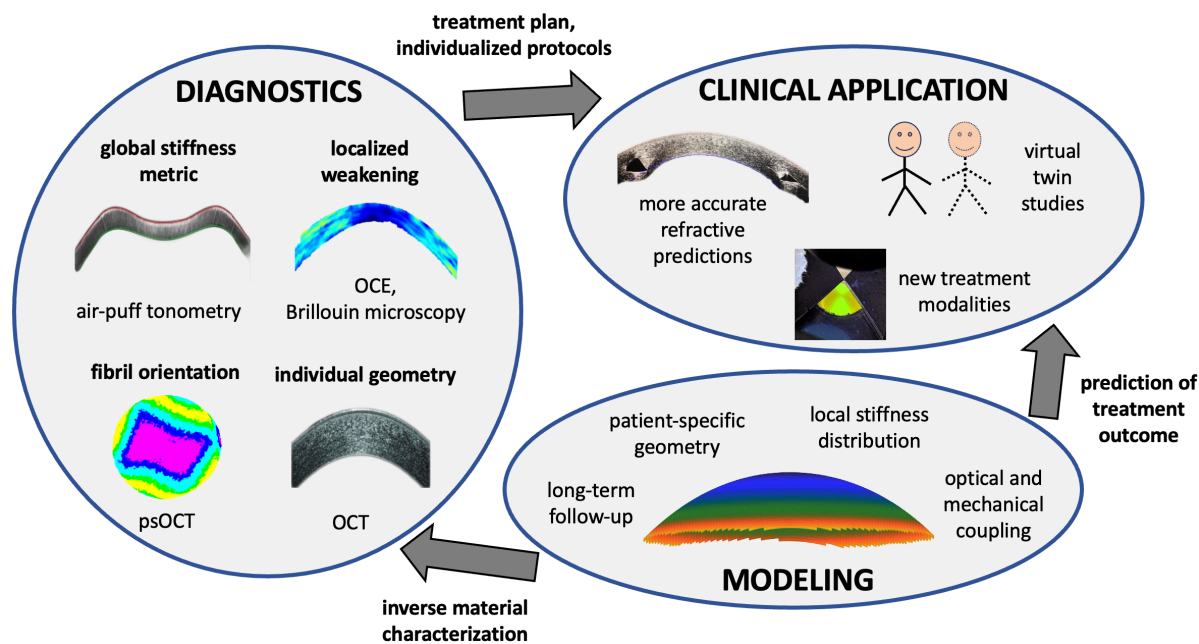 treatment plan,
individualized protocols
DIAGNOSTICS
global stiffness
metric
localized
weakening
air-puff tonometry
OCE,
Brillouin microscopy
fibril orientation
individual geometry
psOCT
OCT
CLINICAL APPLICATION
more accurate
refractive
predictions
virtual
twin
studies
new treatment
modalities
prediction of
treatment
outcome
patient-specific
geometry
local stiffness
distribution
long-term
follow-up
optical and
mechanical
coupling
MODELING
inverse material
characterization